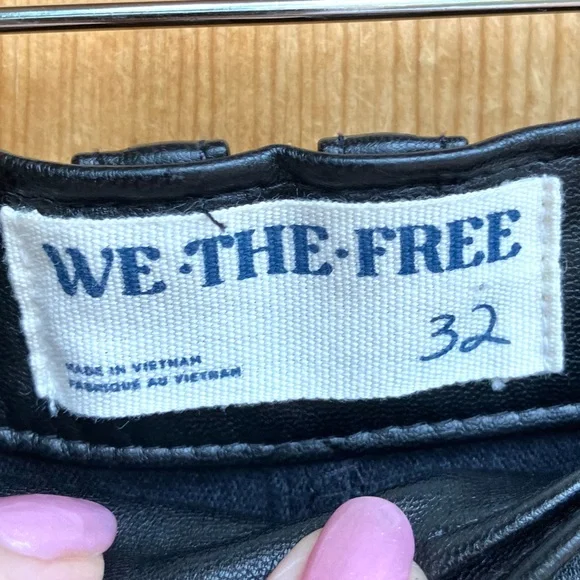 WE·THE·FREE
32
MADE IN VIETNAM
FABRIQUÉ AU VIETNAM